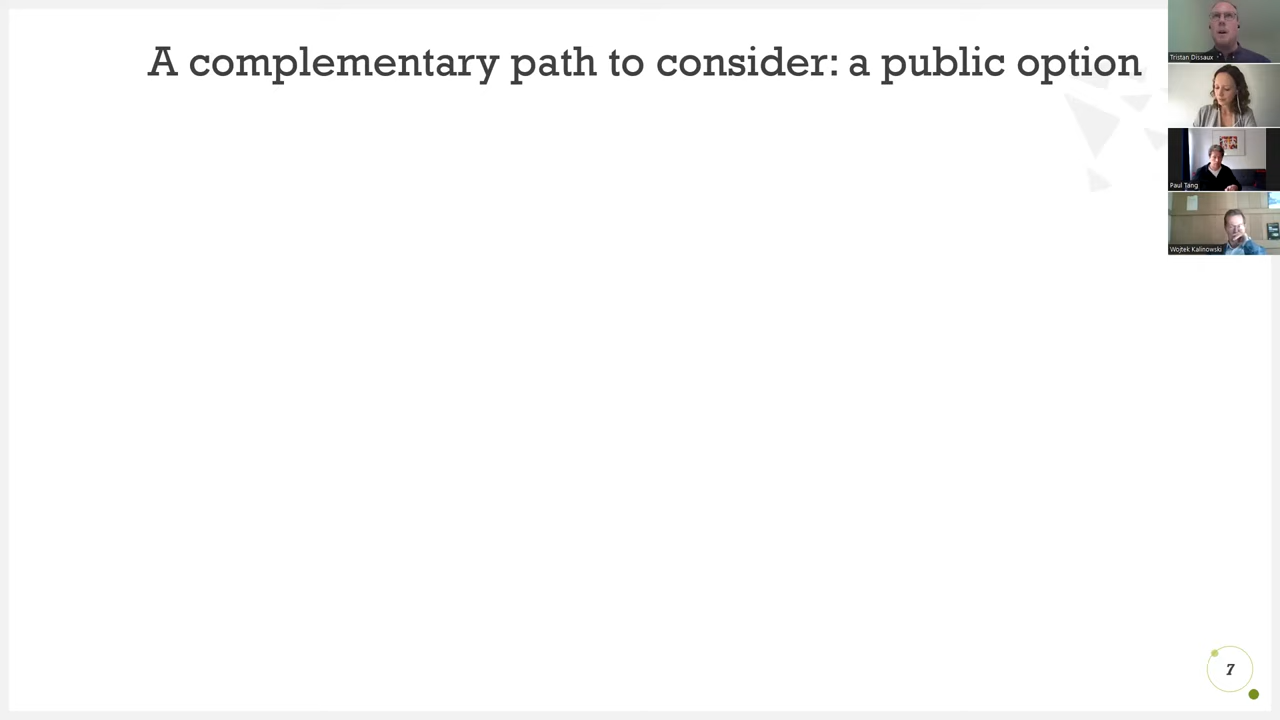 A complementary path to consider: a public option
Tristan Dissaux
Paul Tang
Wojtek Kalinowski
7